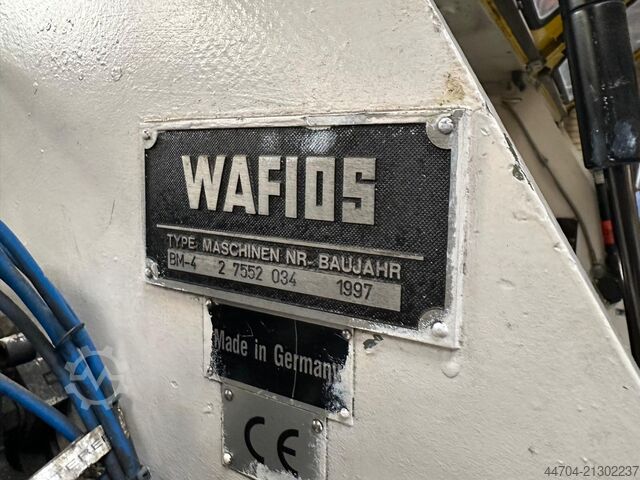 WAFIOS
TYPE MASCHINEN NR. BAUJAHR
BM-4 2 7552 034 1997
Made in Germany
CE
44704-21302237